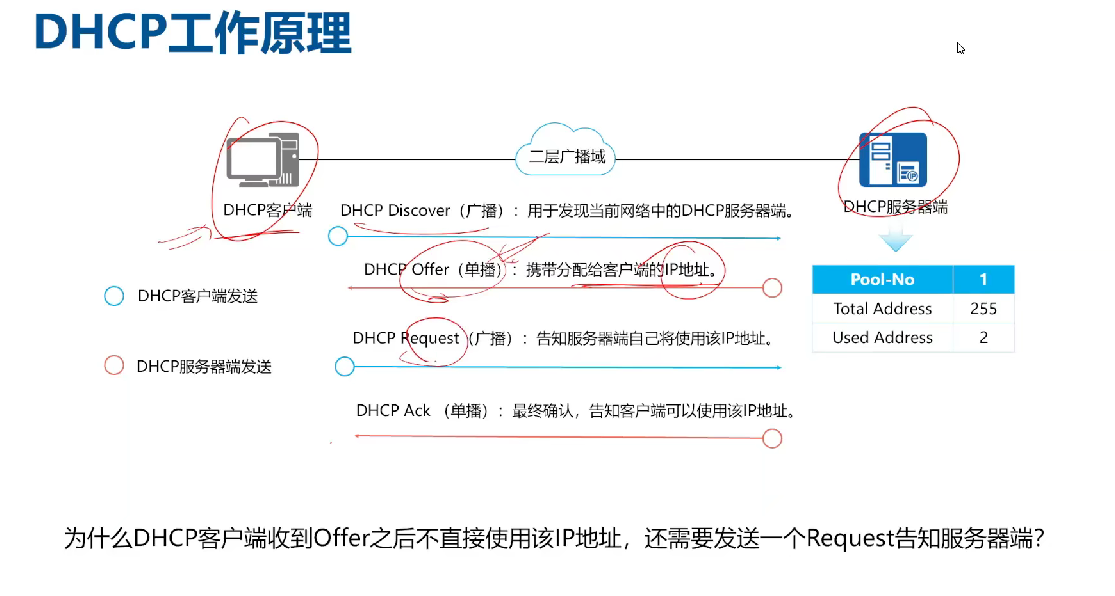 DHCP工作原理
二层广播域
DHCP客户端
DHCP服务器端
DHCP Discover（广播）：用于发现当前网络中的DHCP服务器端。
DHCP Offer（单播）：携带分配给客户端的IP地址。
DHCP客户端发送
DHCP Request（广播）：告知服务器端自己将使用该IP地址。
DHCP服务器端发送
DHCP Ack （单播）：最终确认，告知客户端可以使用该IP地址。
IP
Pool-No 1
Total Address 255
Used Address 2
为什么DHCP客户端收到Offer之后不直接使用该IP地址，还需要发送一个Request告知服务器端？